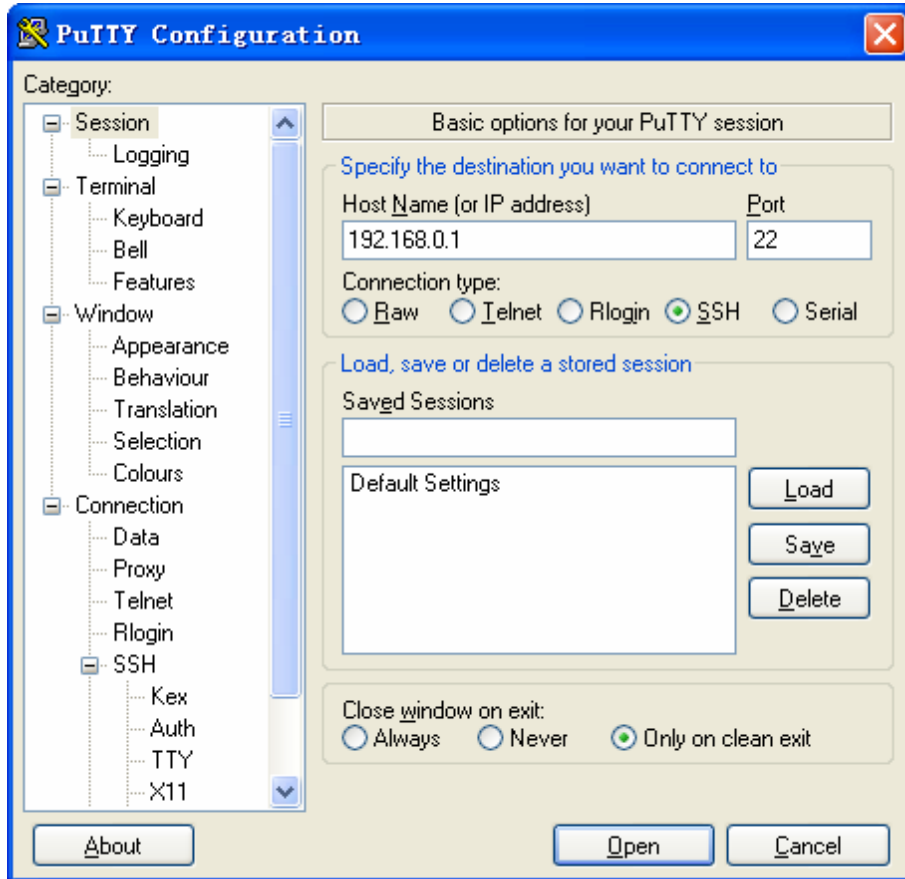 PuTTY Configuration
Category:
Session
Logging
Terminal
Keyboard
Bell
Features
Window
Appearance
Behaviour
Translation
Selection
Colours
Connection
Data
Proxy
Telnet
Rlogin
SSH
Kex
Auth
TTY
X11
Basic options for your PuTTY session
Specify the destination you want to connect to
Host Name (or IP address) Port
192.168.0.1 22
Connection type:
Raw Telnet Rlogin SSH Serial
Load, save or delete a stored session
Saved Sessions
Default Settings
Load
Save
Delete
Close window on exit:
Always Never Only on clean exit
About Open Cancel